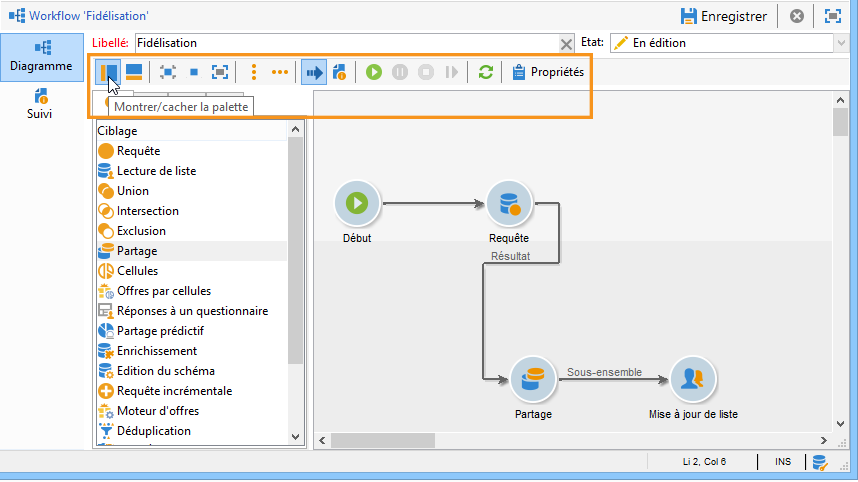 Workflow 'Fidélisation'
Enregistrer
Libellé: Fidélisation
Etat: En édition
Diagramme
Suivi
Propriétés
Montrer/cacher la palette
Ciblage
Requête
Lecture de liste
Union
Intersection
Exclusion
Partage
Cellules
Offres par cellules
Réponses à un questionnaire
Partage prédictif
Enrichissement
Edition du schéma
Requête incrémentale
Moteur d'offres
Déduplication
Début
Requête
Résultat
Partage
Sous-ensemble
Mise à jour de liste
Li 2, Col 6
INS